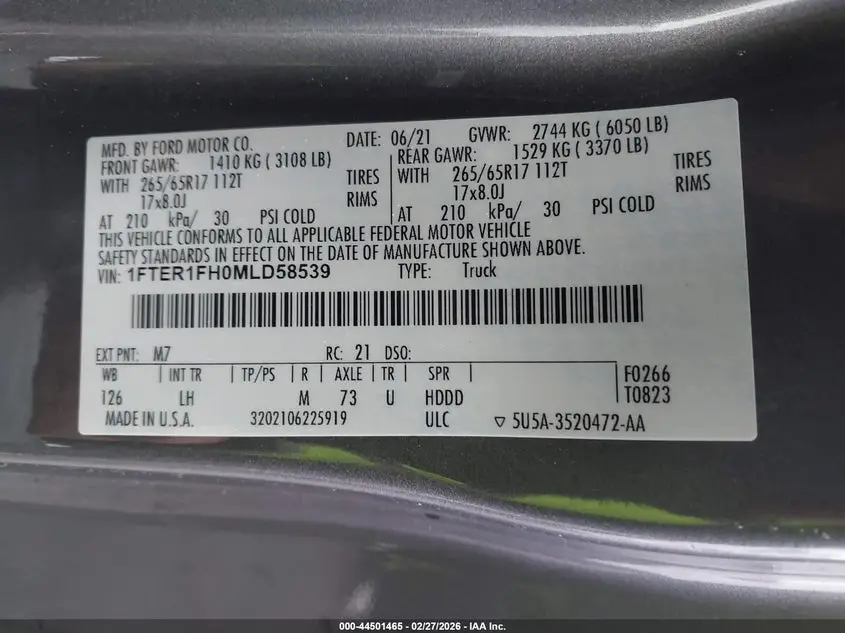 MFD. BY FORD MOTOR CO. DATE: 06/21 GVWR: 2744 KG ( 6050 LB)
FRONT GAWR: 1410 KG ( 3108 LB) REAR GAWR: 1529 KG ( 3370 LB)
WITH 265/65R17 112T TIRES WITH 265/65R17 112T TIRES
17x8.0J RIMS 17x8.0J RIMS
AT 210 kPa/ 30 PSI COLD AT 210 kPa/ 30 PSI COLD
THIS VEHICLE CONFORMS TO ALL APPLICABLE FEDERAL MOTOR VEHICLE
SAFETY STANDARDS IN EFFECT ON THE DATE OF MANUFACTURE SHOWN ABOVE.
VIN: 1FTER1FH0MLD58539 TYPE: Truck
EXT PNT: M7 RC: 21 DSO:
WB | INT TR | TP/PS | R | AXLE | TR | SPR | F0266
126 LH M 73 U HDDD T0823
MADE IN U.S.A. 3202106225919 ULC ▽ 5U5A-3520472-AA
000-44501465 | 02/27/2026 - IAA Inc.